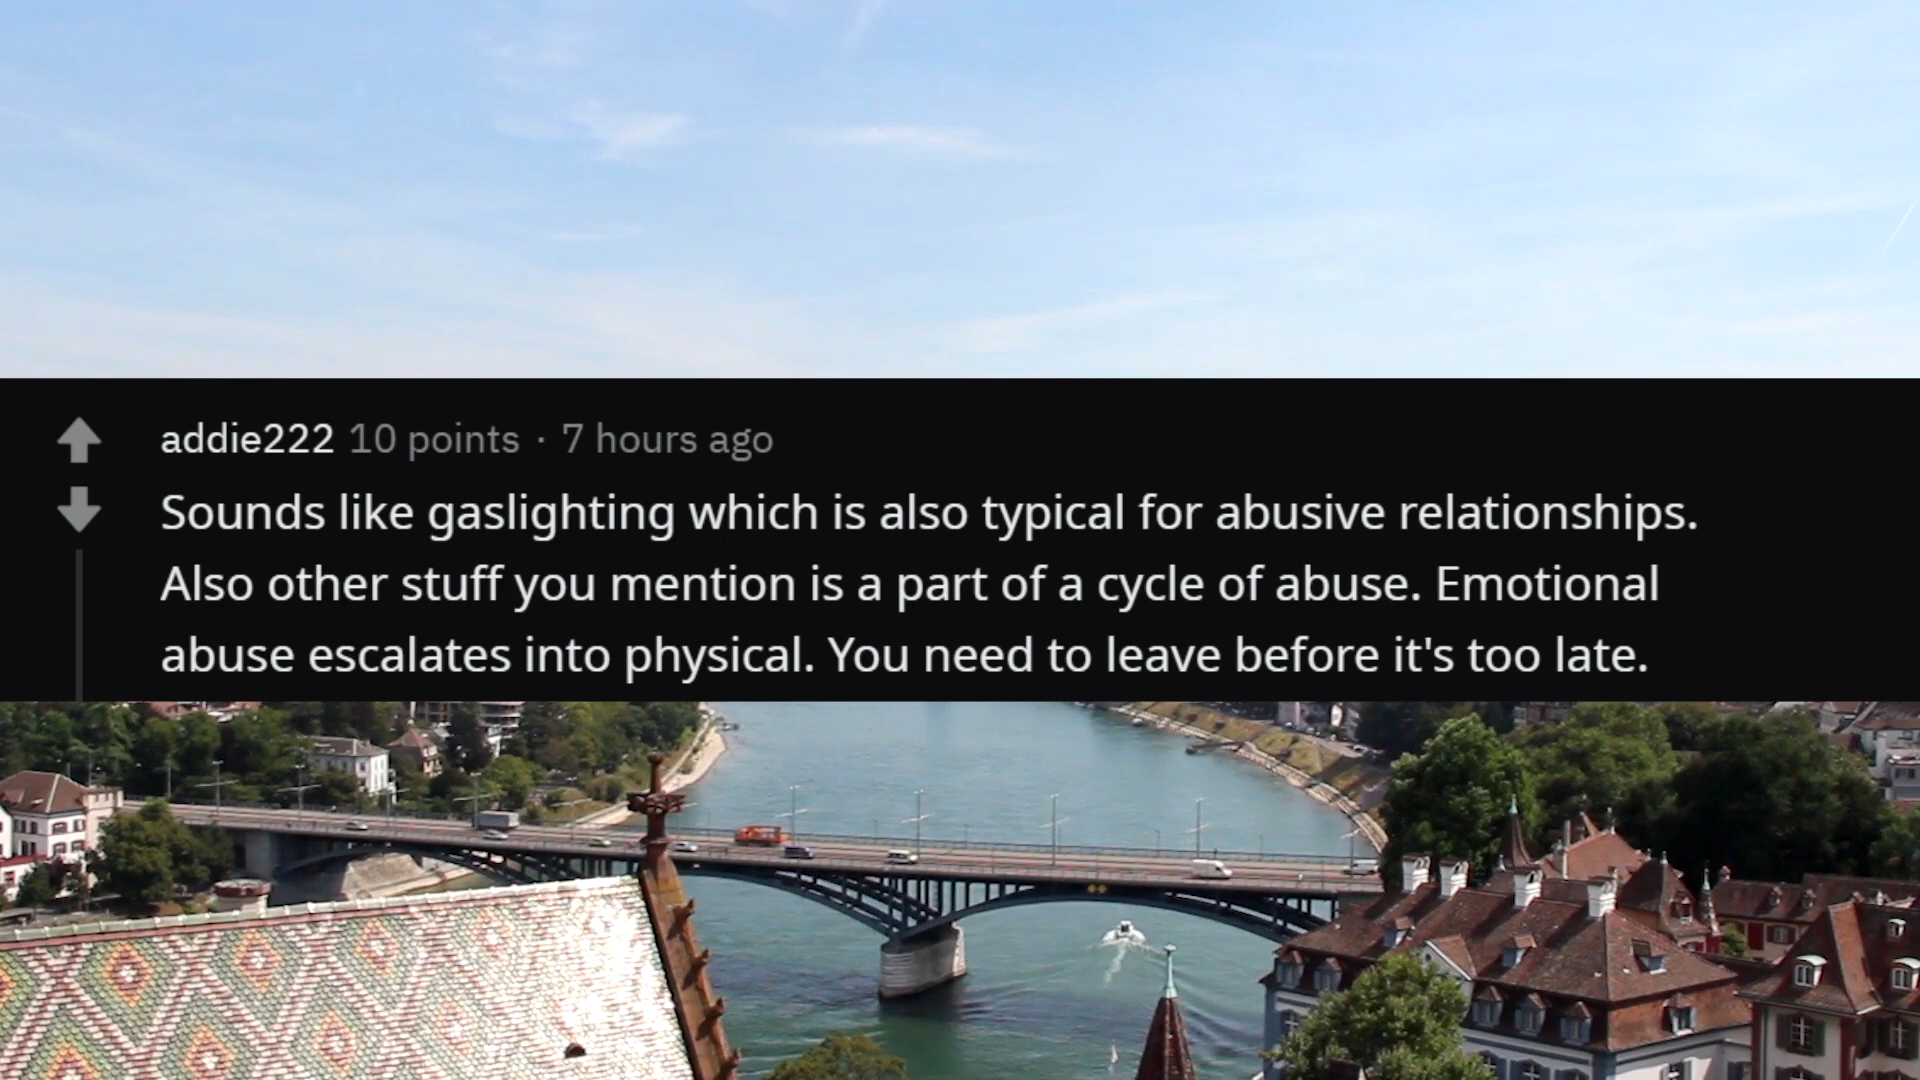 addie222 10 points · 7 hours ago
Sounds like gaslighting which is also typical for abusive relationships.
Also other stuff you mention is a part of a cycle of abuse. Emotional
abuse escalates into physical. You need to leave before it's too late.